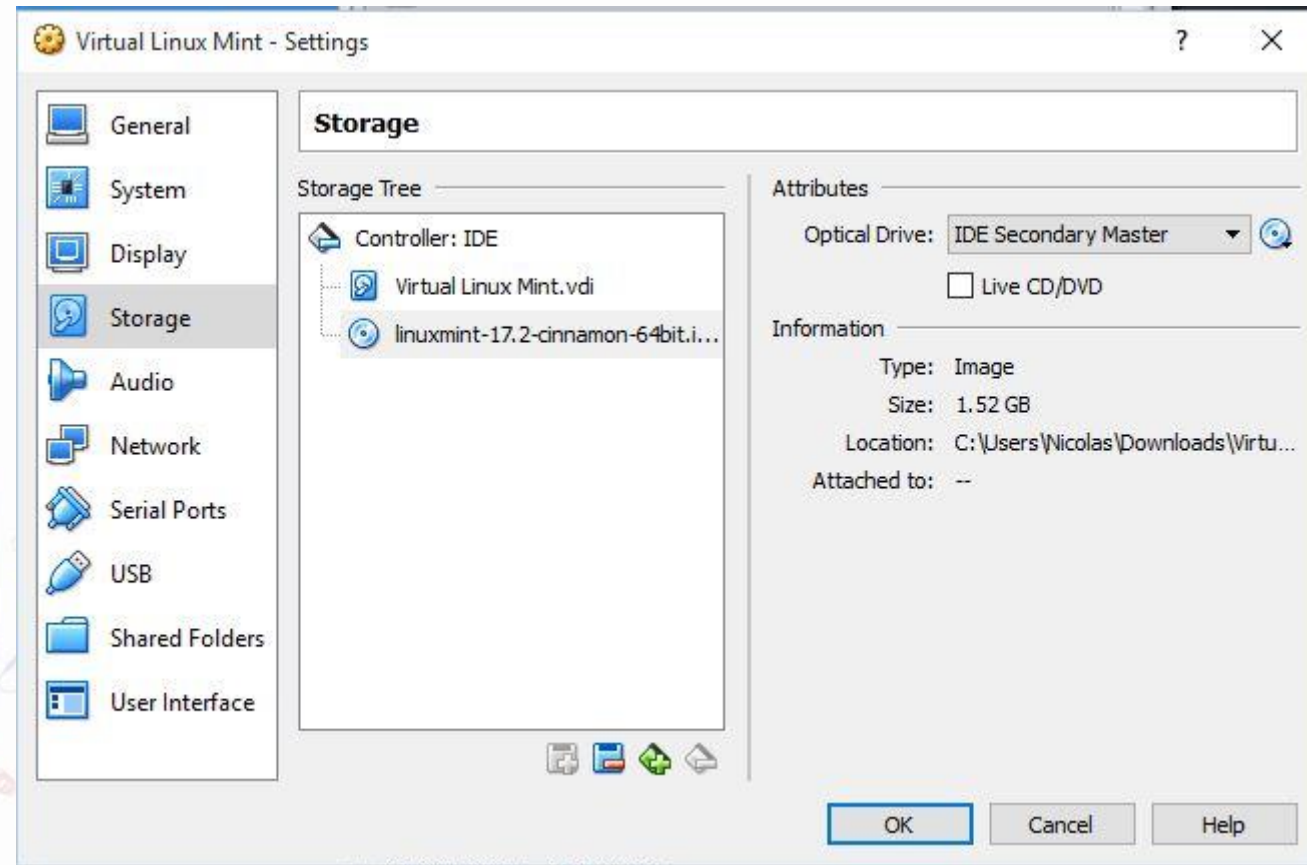 Virtual Linux Mint - Settings ?
General
System
Display
Storage
Audio
Network
Serial Ports
USB
Shared Folders
User Interface
Storage
Storage Tree
Controller: IDE
Virtual Linux Mint.vdi
linuxmint-17.2-cinnamon-64bit.i...
Attributes
Optical Drive: IDE Secondary Master
Live CD/DVD
Information
Type: Image
Size: 1.52 GB
Location: C:\Users\Nicolas\Downloads\Virtu...
Attached to: --
OK Cancel Help